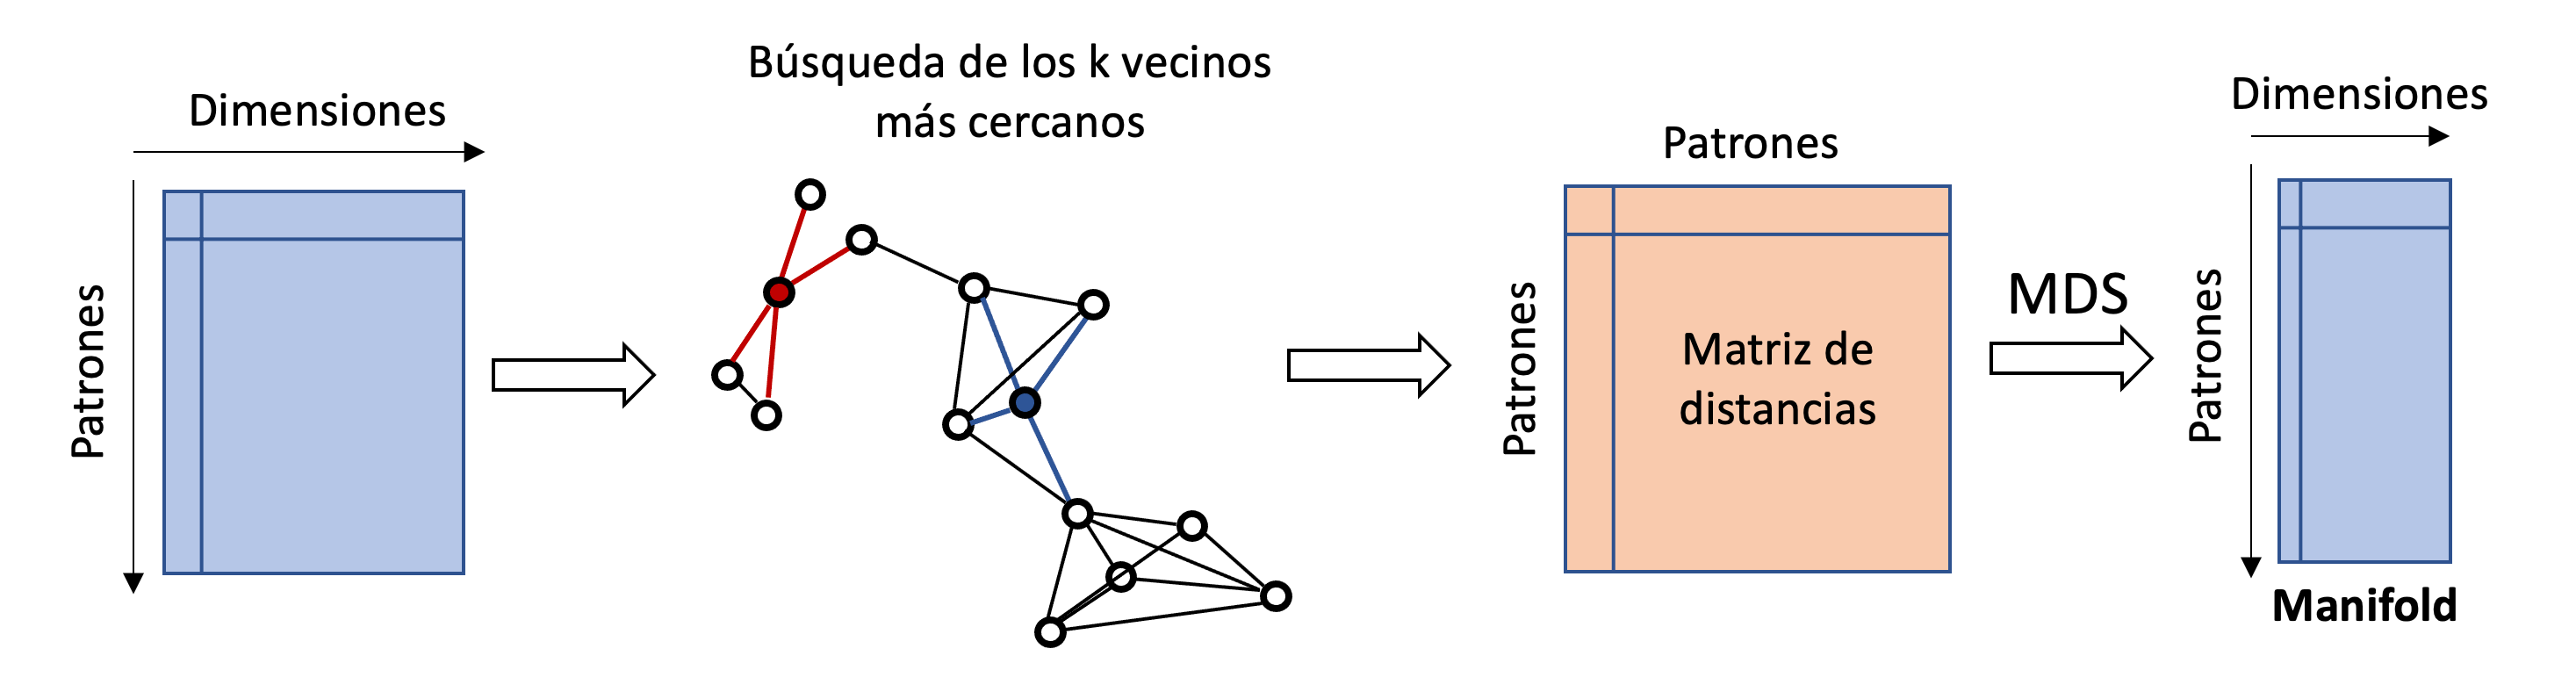 Dimensiones
Patrones
Búsqueda de los k vecinos
más cercanos
Patrones
Patrones
Matriz de
distancias
MDS
Dimensiones
Patrones
Manifold